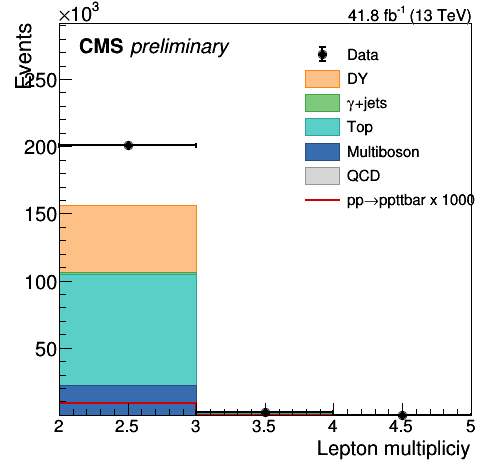 ×10³
41.8 fb⁻¹ (13 TeV)
Events
CMS preliminary
Data
DY
γ+jets
Top
Multiboson
QCD
pp→ppttbar x 1000
250
200
150
100
50
2 2.5 3 3.5 4 4.5 5
Lepton multipliciy